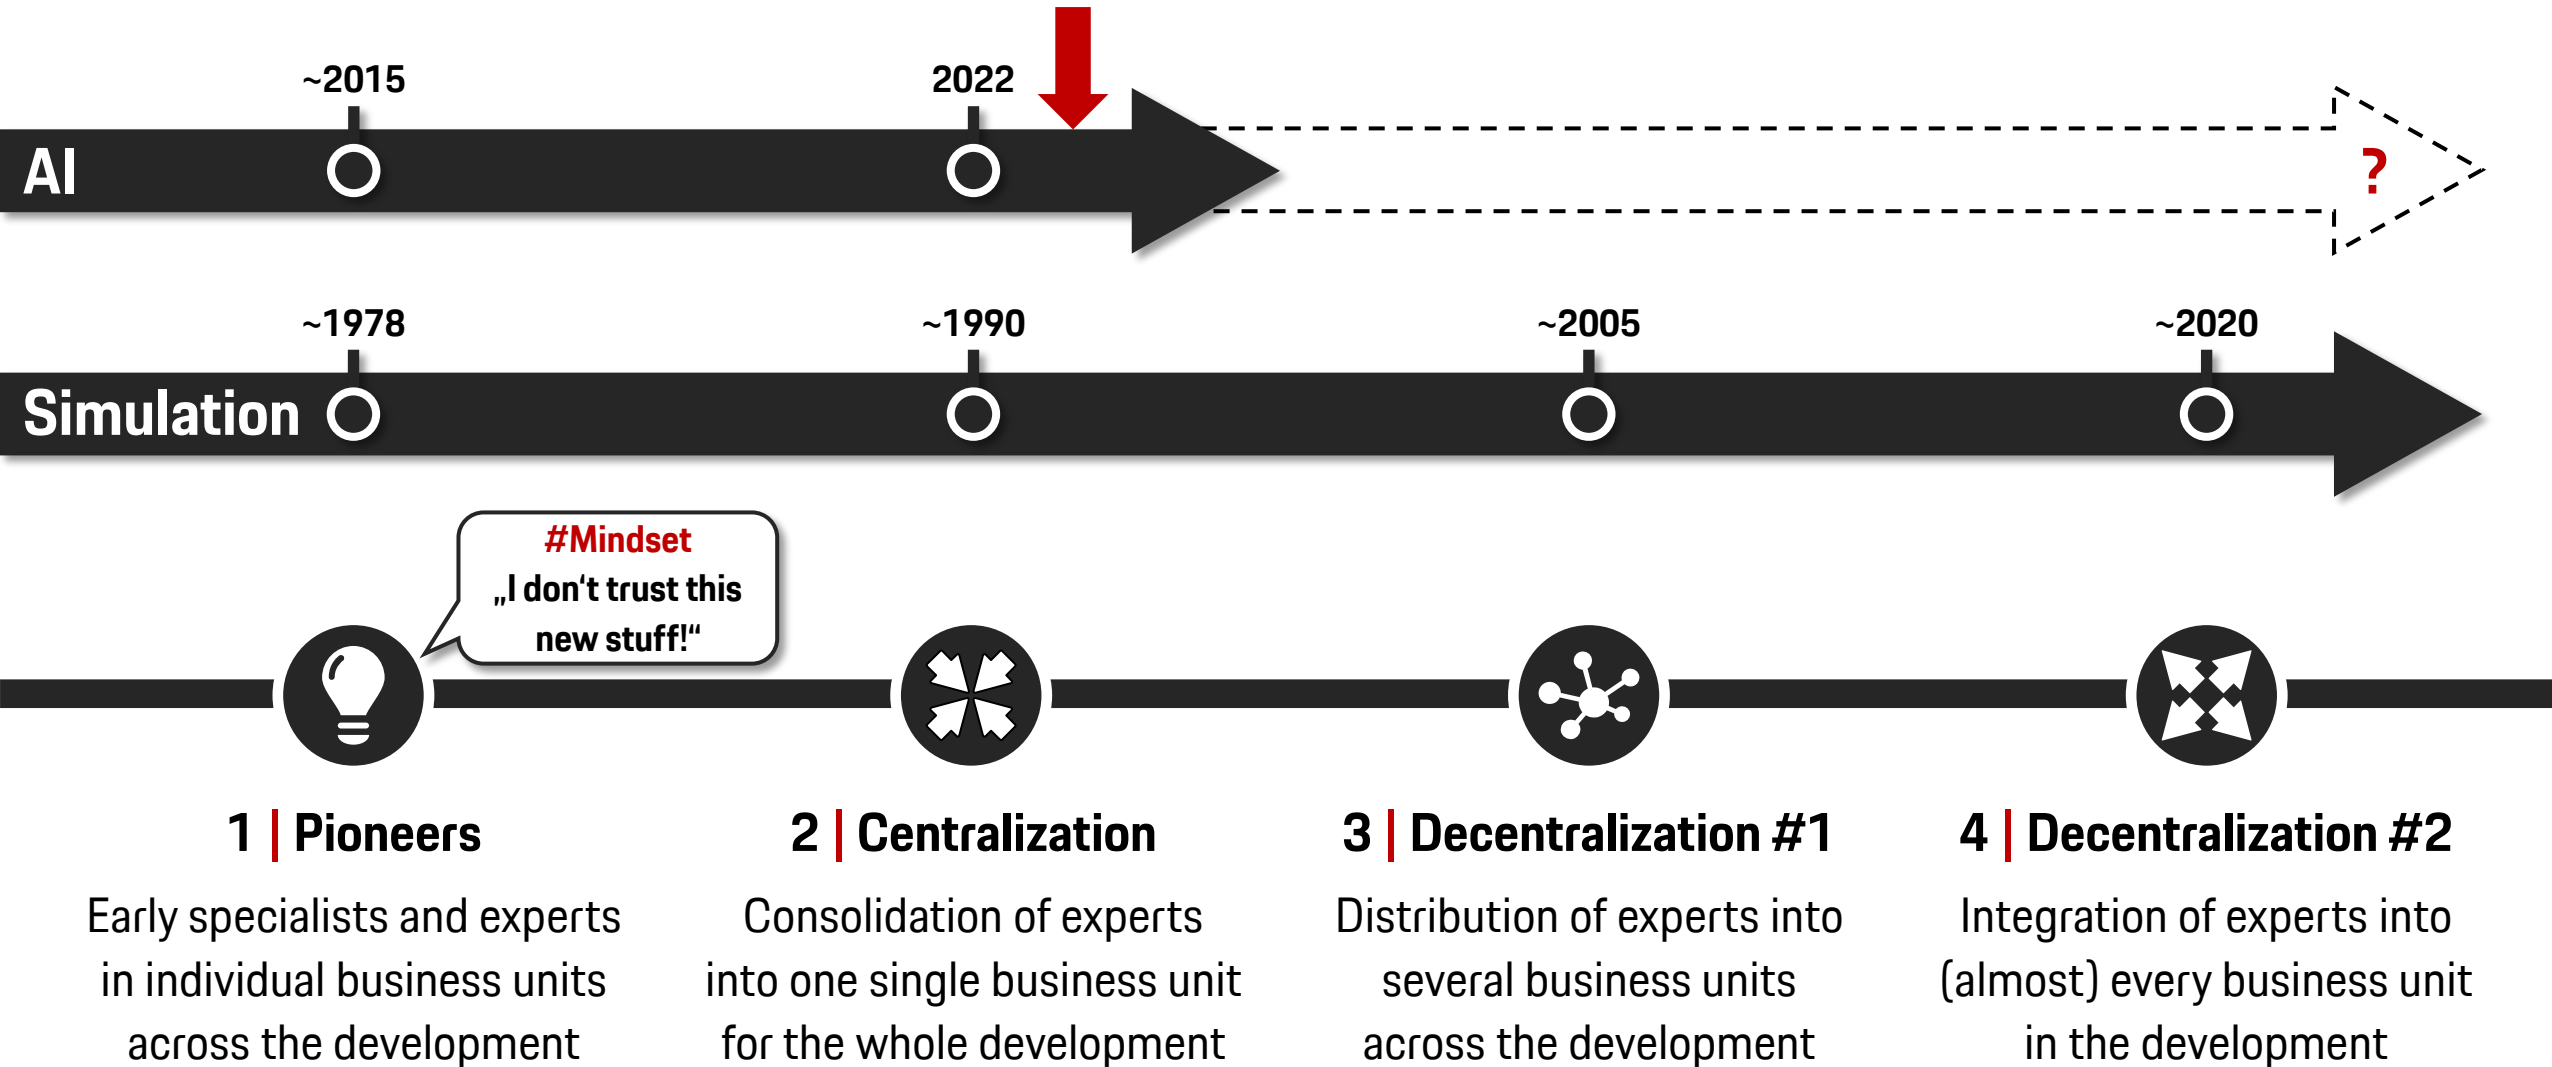 ~2015
2022
AI
?
~1978
~1990
~2005
~2020
Simulation
#Mindset
„I don‘t trust this
new stuff!“
1 | Pioneers
Early specialists and experts
in individual business units
across the development
2 | Centralization
Consolidation of experts
into one single business unit
for the whole development
3 | Decentralization #1
Distribution of experts into
several business units
across the development
4 | Decentralization #2
Integration of experts into
(almost) every business unit
in the development